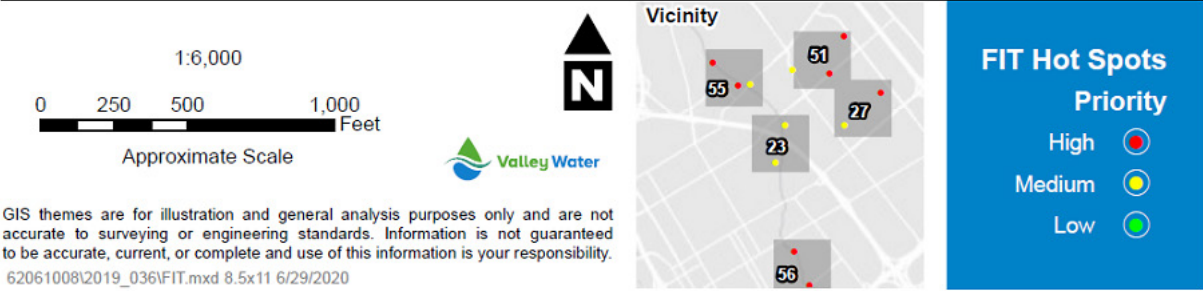 1:6,000
0 250 500 1,000
Feet
Approximate Scale
N
Valley Water
GIS themes are for illustration and general analysis purposes only and are not
accurate to surveying or engineering standards. Information is not guaranteed
to be accurate, current, or complete and use of this information is your responsibility.
62061008\2019_036\FIT.mxd 8.5x11 6/29/2020
Vicinity
51
55
27
23
56
FIT Hot Spots
Priority
High
Medium
Low